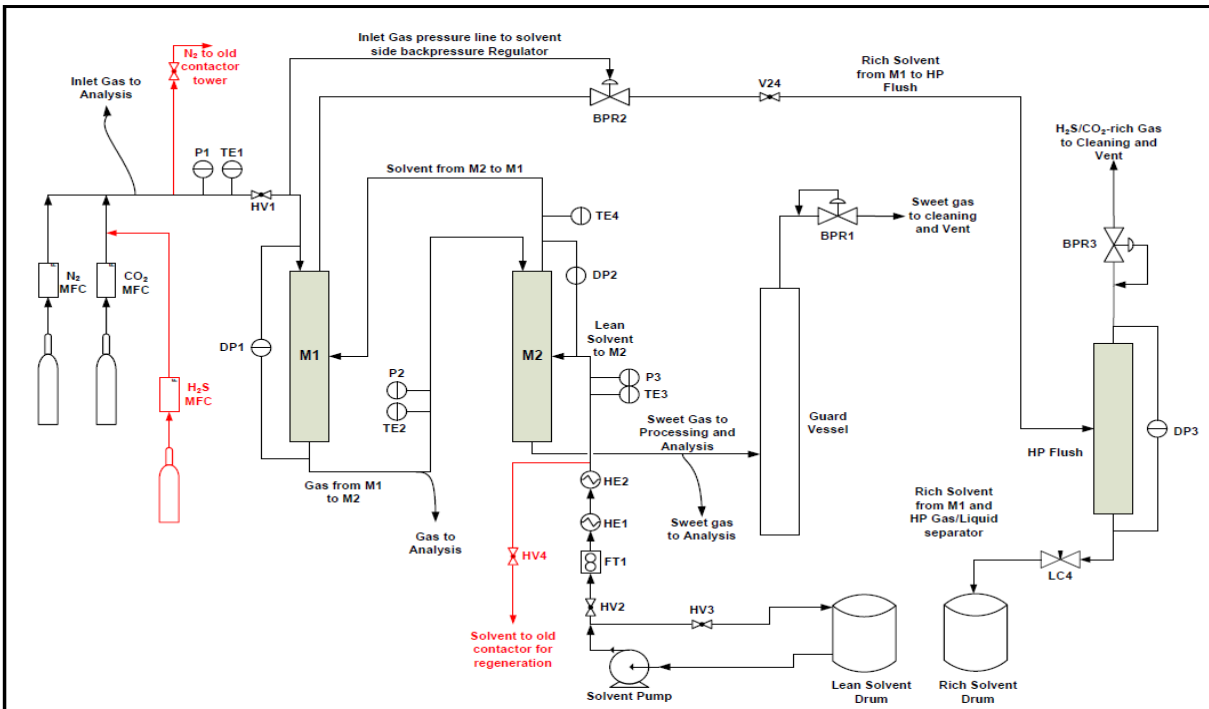 Inlet Gas pressure line to solvent
side backpressure Regulator
N₂ to old
contactor
tower
Inlet Gas to
Analysis
Rich Solvent
from M1 to HP
Flush
V24
BPR2
H₂S/CO₂-rich Gas
to Cleaning and
Vent
P1
TE1
HV1
Solvent from M2 to M1
TE4
Sweet gas
to cleaning
and Vent
BPR1
BPR3
N₂
MFC
CO₂
MFC
DP2
Lean
Solvent
to M2
DP1
M1
M2
P2
TE2
P3
TE3
H₂S
MFC
Sweet Gas to
Processing and
Analysis
Guard
Vessel
DP3
HP Flush
Gas from M1
to M2
HE2
HE1
FT1
Gas to
Analysis
Sweet gas
to Analysis
Rich Solvent
from M1 and
HP Gas/Liquid
separator
HV4
LC4
HV2
HV3
Solvent to old
contactor for
regeneration
Solvent Pump
Lean Solvent
Drum
Rich Solvent
Drum